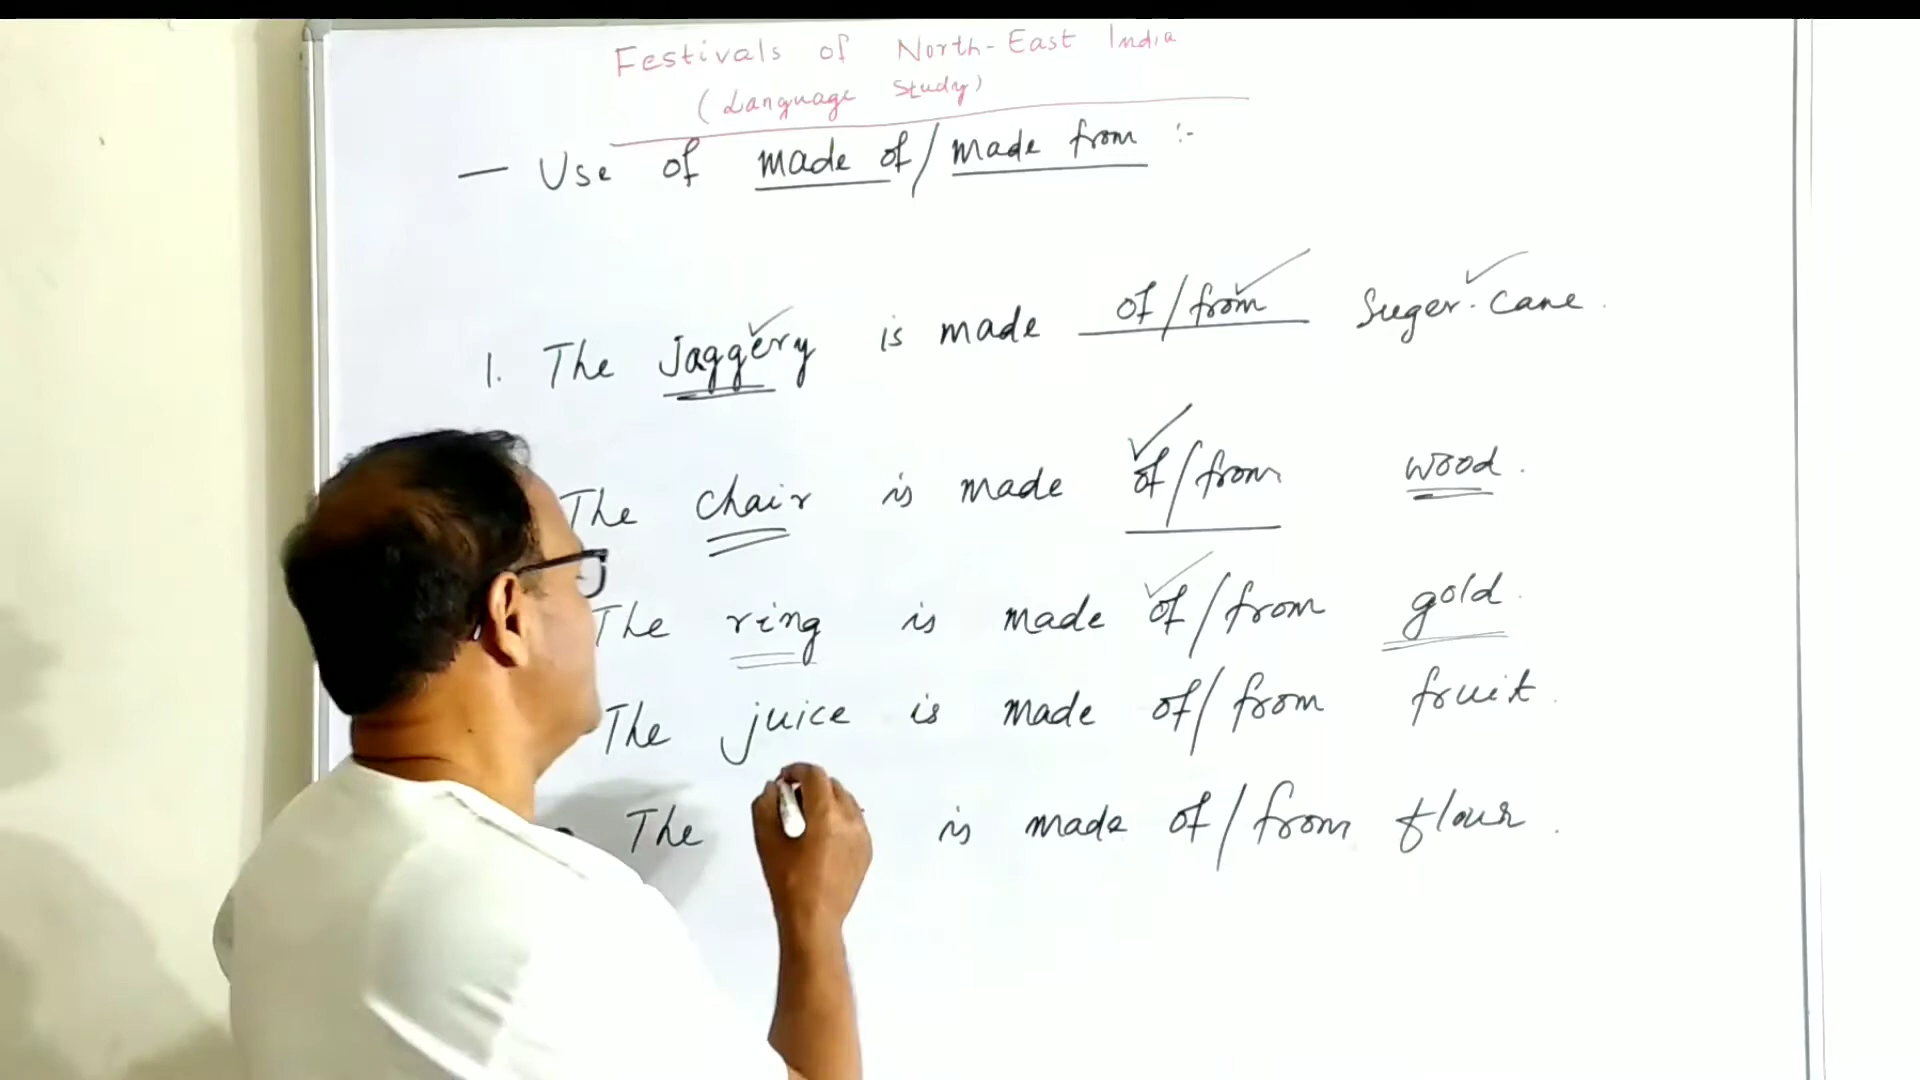 Festivals of North-East India
(Language Study)
— Use of made of/made from :-
1. The Jaggery is made of/from Suger-cane.
The chair is made of/from wood.
The ring is made of/from gold.
The juice is made of/from fruit.
The is made of/from flour.